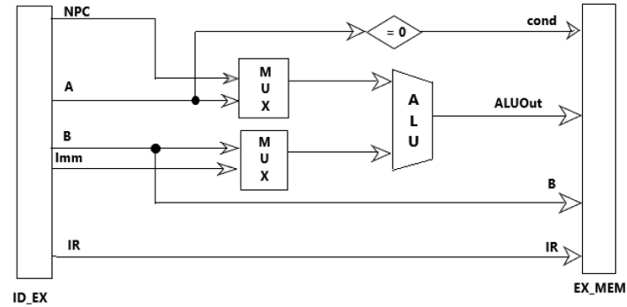 NPC
cond
= 0
A
M
U
X
A
L
U
ALUOut
B
Imm
M
U
X
B
IR
IR
ID_EX
EX_MEM